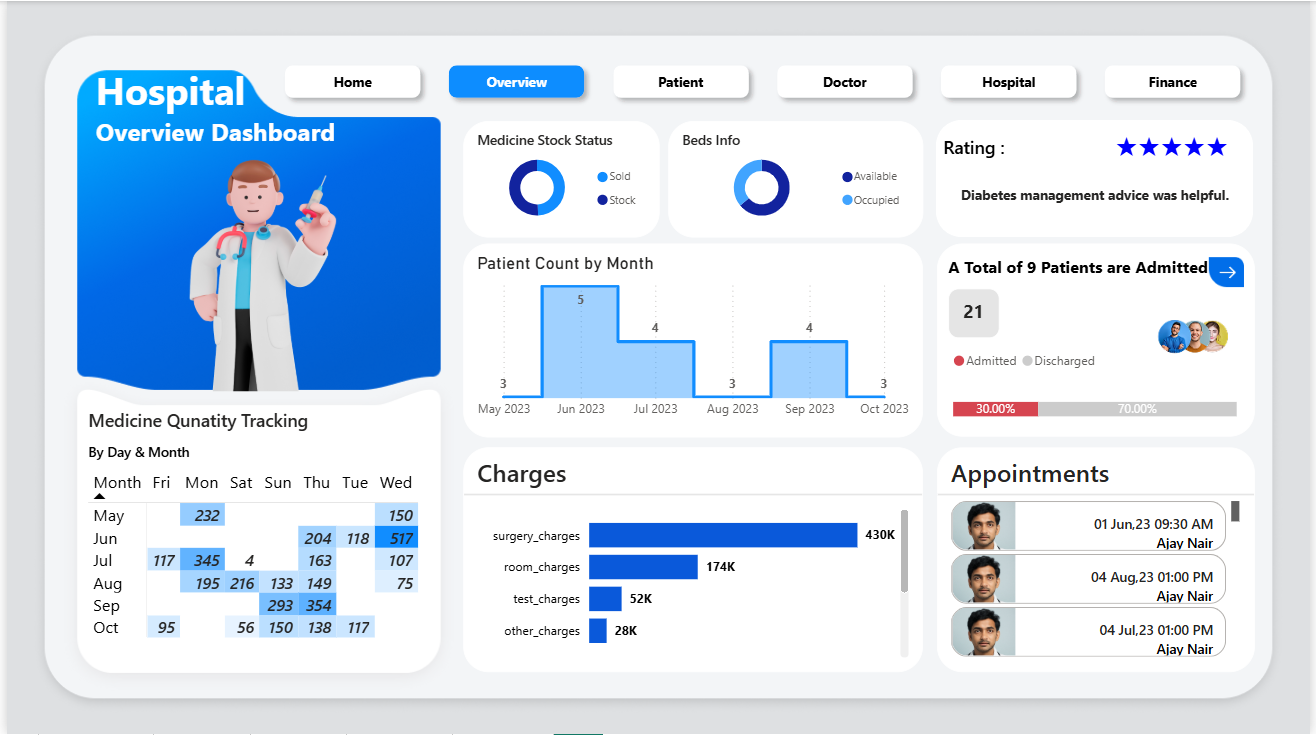 Hospital
Overview Dashboard
Home
Overview
Patient
Doctor
Hospital
Finance
Medicine Stock Status
Sold
Stock
Beds Info
Available
Occupied
Rating : ★★★★★
Diabetes management advice was helpful.
Patient Count by Month
3 5 4 3 4 3
May 2023 Jun 2023 Jul 2023 Aug 2023 Sep 2023 Oct 2023
A Total of 9 Patients are Admitted
21
Admitted Discharged
30.00% 70.00%
Medicine Qunatity Tracking
By Day & Month
Month Fri Mon Sat Sun Thu Tue Wed
May 232 150
Jun 204 118 517
Jul 117 345 4 163 107
Aug 195 216 133 149 75
Sep 293 354
Oct 95 56 150 138 117
Charges
surgery_charges 430K
room_charges 174K
test_charges 52K
other_charges 28K
Appointments
01 Jun,23 09:30 AM
Ajay Nair
04 Aug,23 01:00 PM
Ajay Nair
04 Jul,23 01:00 PM
Ajay Nair